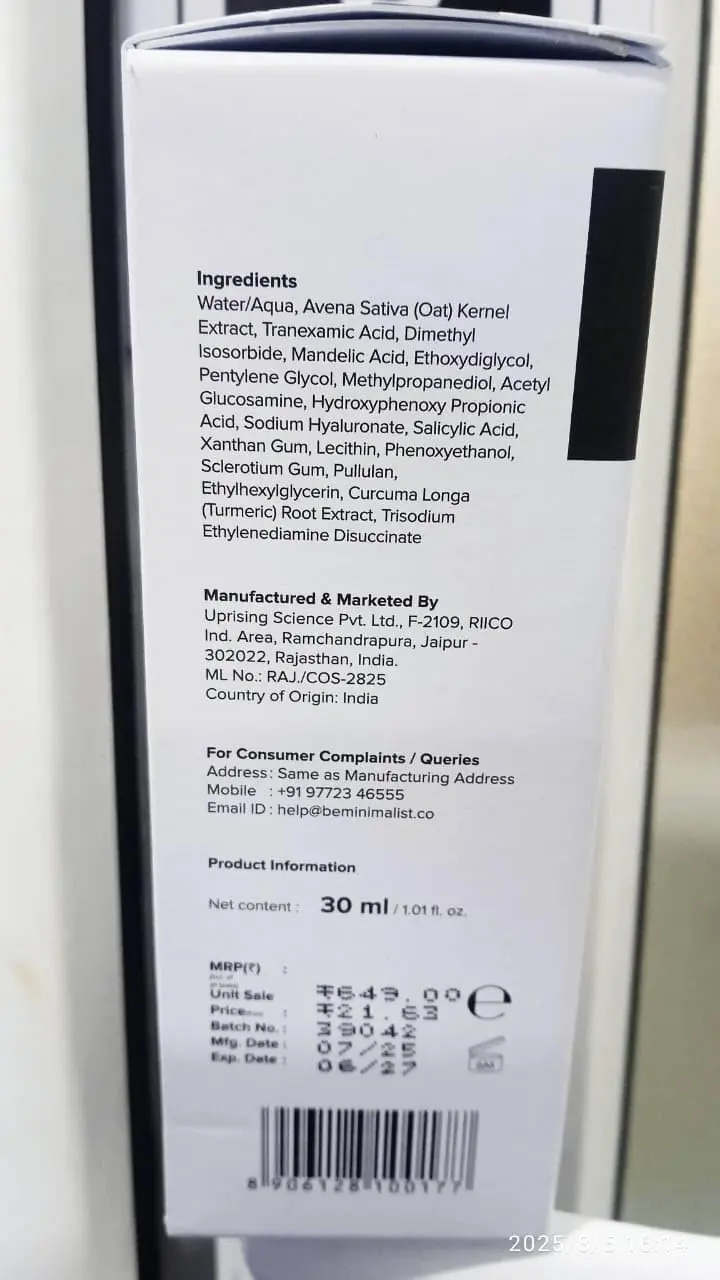 Ingredients
Water/Aqua, Avena Sativa (Oat) Kernel
Extract, Tranexamic Acid, Dimethyl
Isosorbide, Mandelic Acid, Ethoxydiglycol,
Pentylene Glycol, Methylpropanediol, Acetyl
Glucosamine, Hydroxyphenoxy Propionic
Acid, Sodium Hyaluronate, Salicylic Acid,
Xanthan Gum, Lecithin, Phenoxyethanol,
Sclerotium Gum, Pullulan,
Ethylhexylglycerin, Curcuma Longa
(Turmeric) Root Extract, Trisodium
Ethylenediamine Disuccinate
Manufactured & Marketed By
Uprising Science Pvt. Ltd., F-2109, RIICO
Ind. Area, Ramchandrapura, Jaipur -
302022, Rajasthan, India.
ML No.: RAJ./COS-2825
Country of Origin: India
For Consumer Complaints / Queries
Address: Same as Manufacturing Address
Mobile : +91 97723 46555
Email ID : help@beminimalist.co
Product Information
Net content : 30 ml / 1.01 fl. oz.
MRP(₹) :
Unit Sale ₹649.00 e
Price : ₹21.63
Batch No. : 39042
Mfg. Date : 07/25
Exp. Date : 06/27
8 906128 100177
16:14